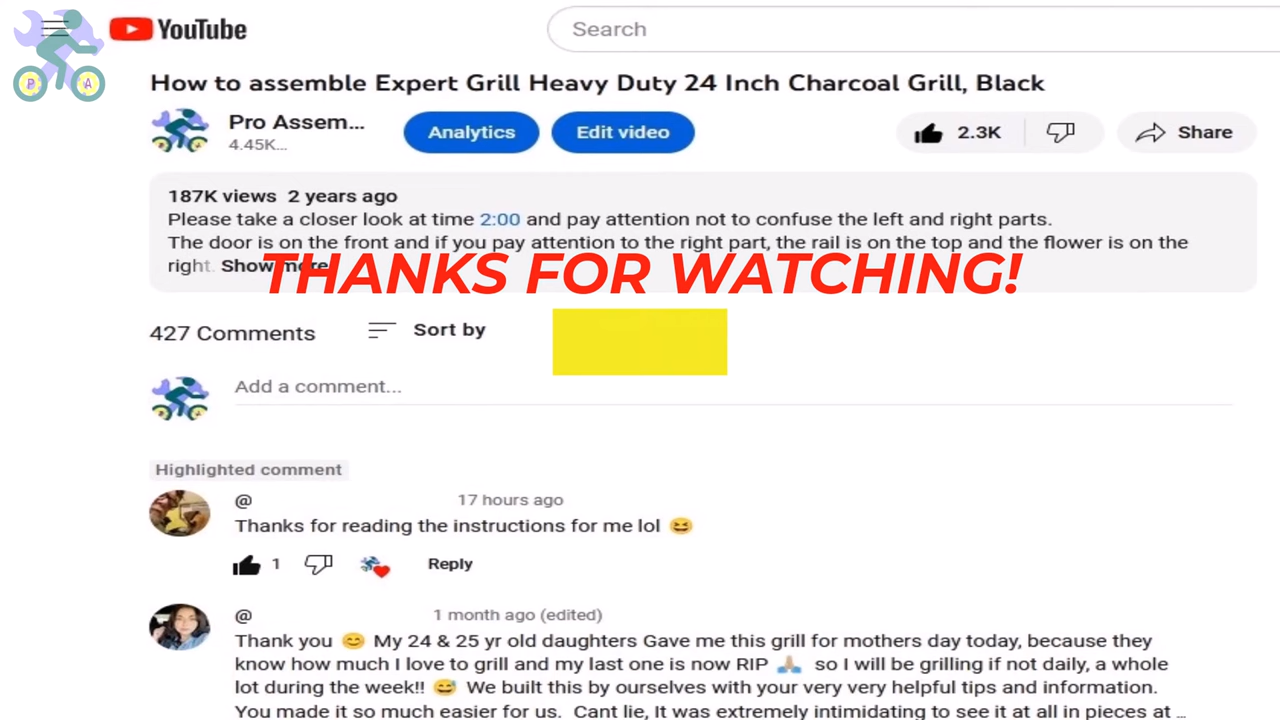 YouTube
Search
How to assemble Expert Grill Heavy Duty 24 Inch Charcoal Grill, Black
Pro Assem...
4.45K...
Analytics
Edit video
2.3K
Share
187K views 2 years ago
Please take a closer look at time 2:00 and pay attention not to confuse the left and right parts.
The door is on the front and if you pay attention to the right part, the rail is on the top and the flower is on the
right. Show more
THANKS FOR WATCHING!
427 Comments
Sort by
Add a comment...
Highlighted comment
@ 17 hours ago
Thanks for reading the instructions for me lol 😆
1
Reply
@ 1 month ago (edited)
Thank you 😊 My 24 & 25 yr old daughters Gave me this grill for mothers day today, because they
know how much I love to grill and my last one is now RIP 🙏🏼 so I will be grilling if not daily, a whole
lot during the week!! 😅 We built this by ourselves with your very very helpful tips and information.
You made it so much easier for us. Cant lie, It was extremely intimidating to see it at all in pieces at ...
P A